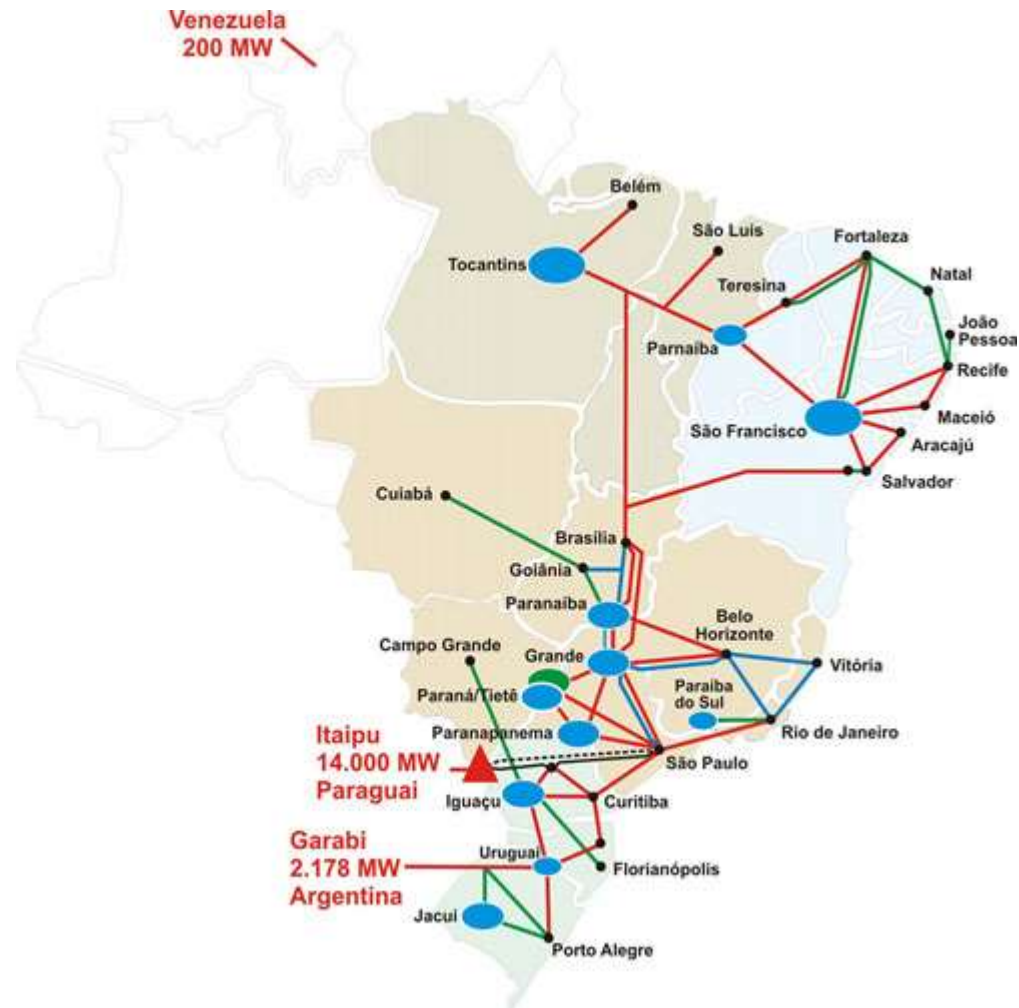 Venezuela
200 MW
Belém
São Luis
Fortaleza
Tocantins
Teresina
Natal
João
Pessoa
Parnaíba
Recife
Maceió
São Francisco
Aracajú
Salvador
Cuiabá
Brasília
Goiânia
Paranaíba
Belo
Horizonte
Campo Grande
Grande
Vitória
Paraíba
do Sul
Paraná/Tietê
Rio de Janeiro
Paranapanema
São Paulo
Itaipu
14.000 MW
Paraguai
Iguaçu
Curitiba
Garabi
2.178 MW
Argentina
Uruguai
Florianópolis
Jacui
Porto Alegre